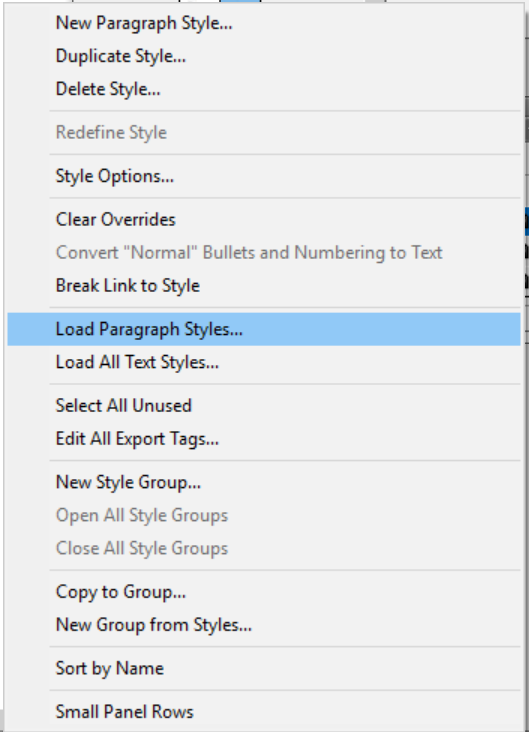 New Paragraph Style...
Duplicate Style...
Delete Style...
Redefine Style
Style Options...
Clear Overrides
Convert "Normal" Bullets and Numbering to Text
Break Link to Style
Load Paragraph Styles...
Load All Text Styles...
Select All Unused
Edit All Export Tags...
New Style Group...
Open All Style Groups
Close All Style Groups
Copy to Group...
New Group from Styles...
Sort by Name
Small Panel Rows